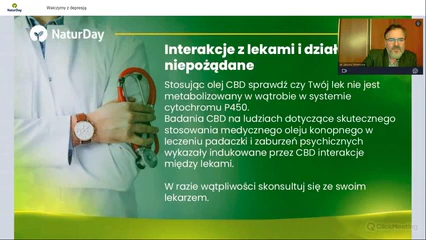 NaturDay
Walczymy z depresją
NaturDay
Interakcje z lekami i dział
niepożądane
Stosując olej CBD sprawdź czy Twój lek nie jest
metabolizowany w wątrobie w systemie
cytochromu P450.
Badania CBD na ludziach dotyczące skutecznego
stosowania medycznego oleju konopnego w
leczeniu padaczki i zaburzeń psychicznych
wykazały indukowane przez CBD interakcje
między lekami.
W razie wątpliwości skonsultuj się ze swoim
lekarzem.
ClickMeeting